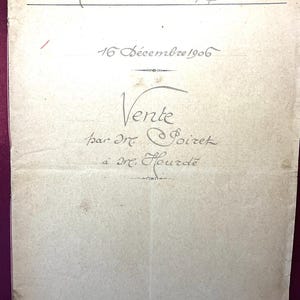 16 Décembre 1906
Vente
par M. Poiret
à M. Hourdé